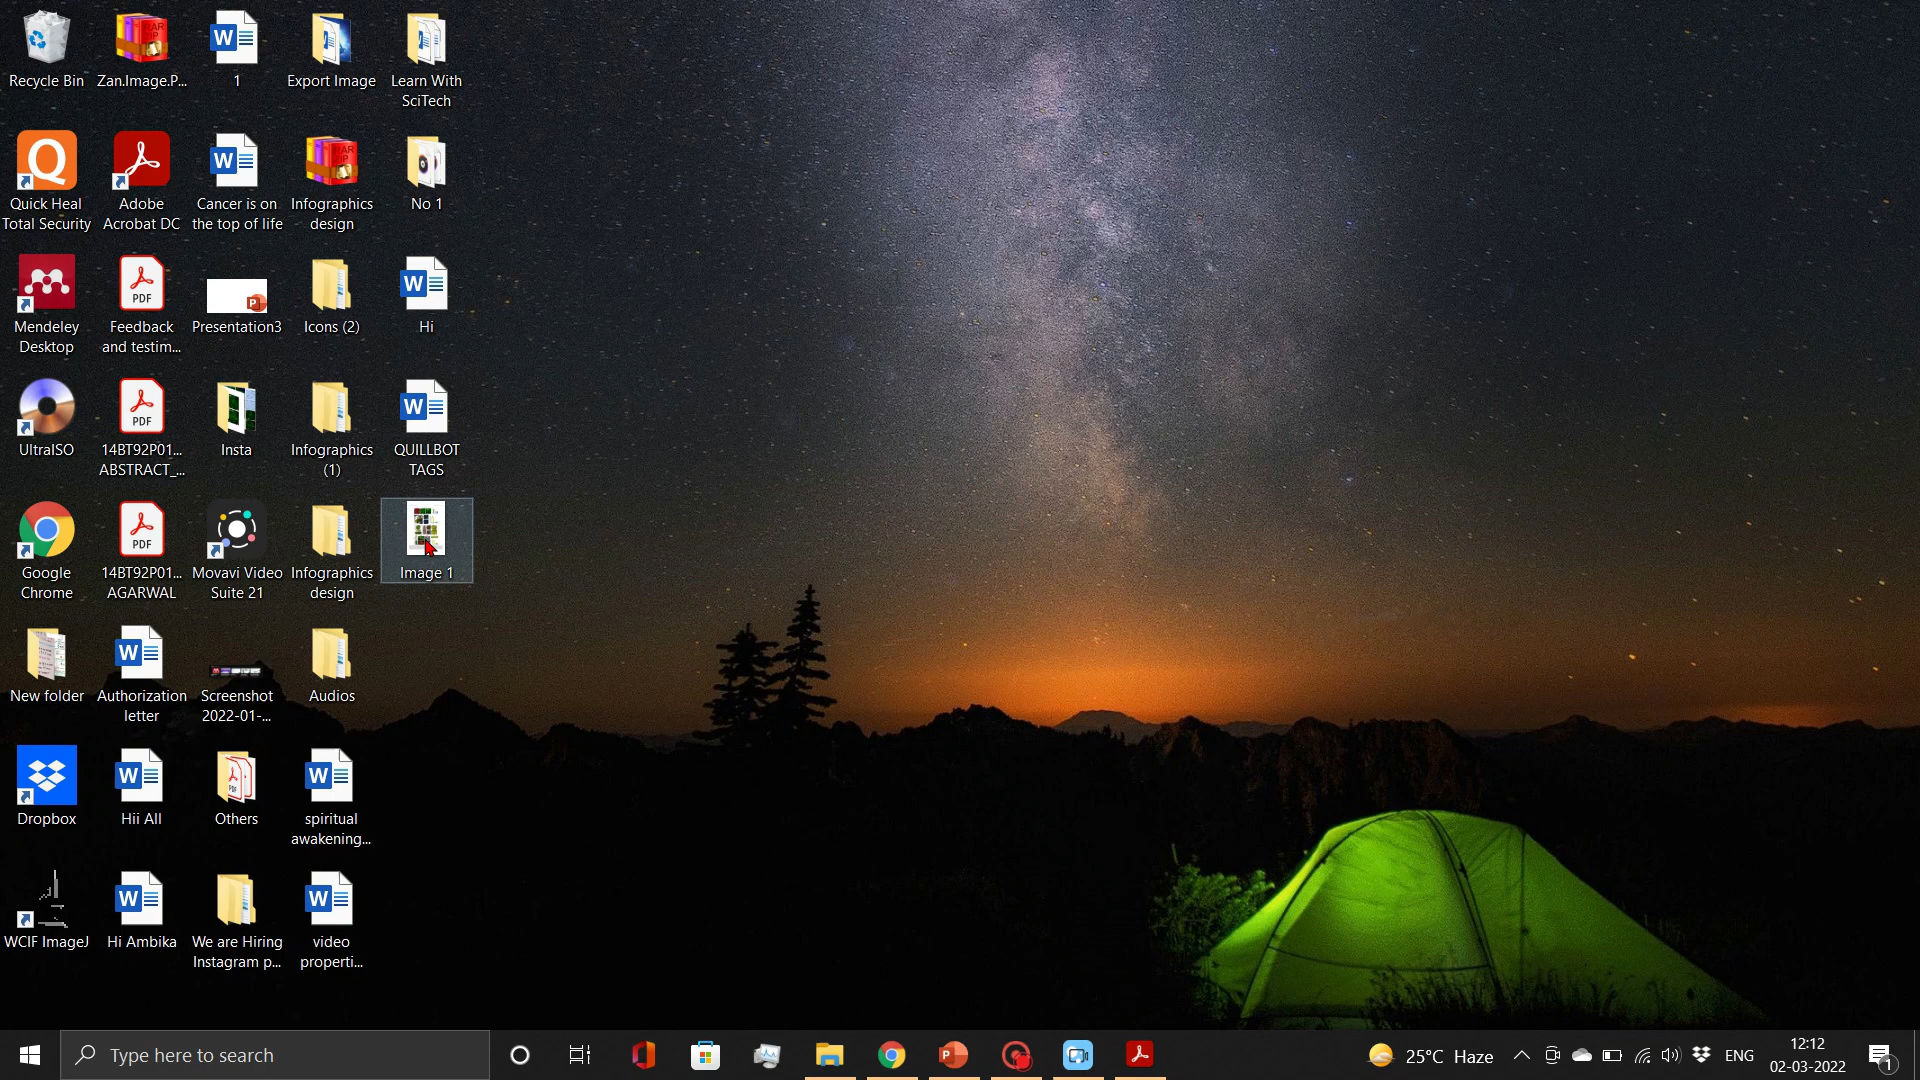 Recycle Bin
Zan.Image.P...
1
Export Image
Learn With
SciTech
Quick Heal
Total Security
Adobe
Acrobat DC
Cancer is on
the top of life
Infographics
design
No 1
Mendeley
Desktop
Feedback
and testim...
Presentation3
Icons (2)
Hi
UltraISO
14BT92P01...
ABSTRACT_...
Insta
Infographics
(1)
QUILLBOT
TAGS
Google
Chrome
14BT92P01...
AGARWAL
Movavi Video
Suite 21
Infographics
design
Image 1
New folder
Authorization
letter
Screenshot
2022-01-...
Audios
Dropbox
Hii All
Others
spiritual
awakening...
WCIF ImageJ
Hi Ambika
We are Hiring
Instagram p...
video
properti...
Type here to search
25°C Haze
ENG
12:12
02-03-2022
1